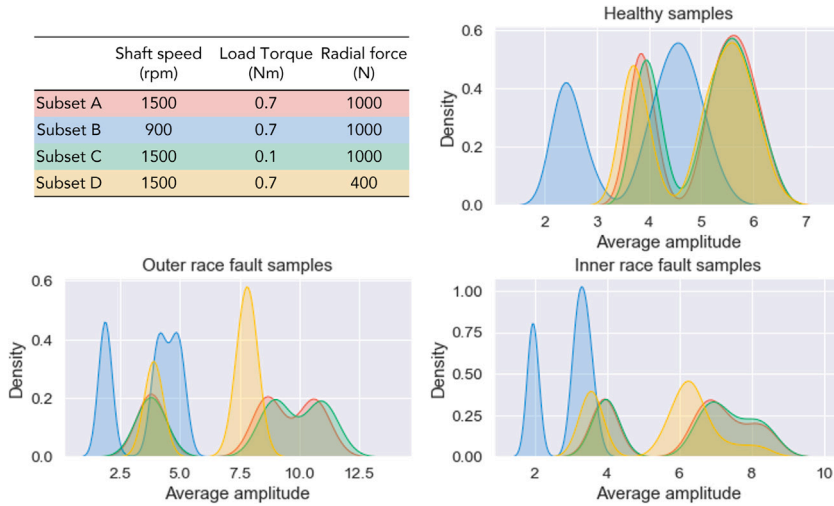 Shaft speed Load Torque Radial force
(rpm) (Nm) (N)
Subset A 1500 0.7 1000
Subset B 900 0.7 1000
Subset C 1500 0.1 1000
Subset D 1500 0.7 400
Healthy samples
0.6
0.4
0.2
0.0
Density
2 3 4 5 6 7
Average amplitude
Outer race fault samples
0.6
0.4
0.2
0.0
Density
2.5 5.0 7.5 10.0 12.5
Average amplitude
Inner race fault samples
1.00
0.75
0.50
0.25
0.00
Density
2 4 6 8 10
Average amplitude